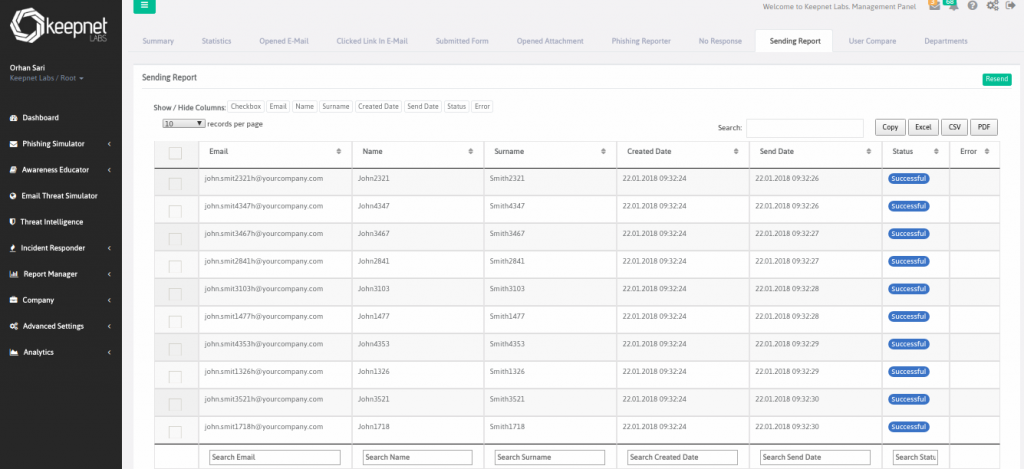 keepnet
LABS
Orhan Sari
Keepnet Labs / Root
Dashboard
Phishing Simulator
Awareness Educator
Email Threat Simulator
Threat Intelligence
Incident Responder
Report Manager
Company
Advanced Settings
Analytics
Welcome to Keepnet Labs. Management Panel
68
Summary Statistics Opened E-Mail Clicked Link In E-Mail Submitted Form Opened Attachment Phishing Reporter No Response Sending Report User Compare Departments
Sending Report
Resend
Show / Hide Columns: Checkbox Email Name Surname Created Date Send Date Status Error
10 records per page
Search: Copy Excel CSV PDF
Email Name Surname Created Date Send Date Status Error
john.smit2321h@yourcompany.com John2321 Smith2321 22.01.2018 09:32:24 22.01.2018 09:32:26 Successful
john.smit4347h@yourcompany.com John4347 Smith4347 22.01.2018 09:32:24 22.01.2018 09:32:26 Successful
john.smit3467h@yourcompany.com John3467 Smith3467 22.01.2018 09:32:24 22.01.2018 09:32:27 Successful
john.smit2841h@yourcompany.com John2841 Smith2841 22.01.2018 09:32:24 22.01.2018 09:32:27 Successful
john.smit3103h@yourcompany.com John3103 Smith3103 22.01.2018 09:32:24 22.01.2018 09:32:28 Successful
john.smit1477h@yourcompany.com John1477 Smith1477 22.01.2018 09:32:24 22.01.2018 09:32:28 Successful
john.smit4353h@yourcompany.com John4353 Smith4353 22.01.2018 09:32:24 22.01.2018 09:32:29 Successful
john.smit1326h@yourcompany.com John1326 Smith1326 22.01.2018 09:32:24 22.01.2018 09:32:29 Successful
john.smit3521h@yourcompany.com John3521 Smith3521 22.01.2018 09:32:24 22.01.2018 09:32:30 Successful
john.smit1718h@yourcompany.com John1718 Smith1718 22.01.2018 09:32:24 22.01.2018 09:32:30 Successful
Search Email Search Name Search Surname Search Created Date Search Send Date Search Statu